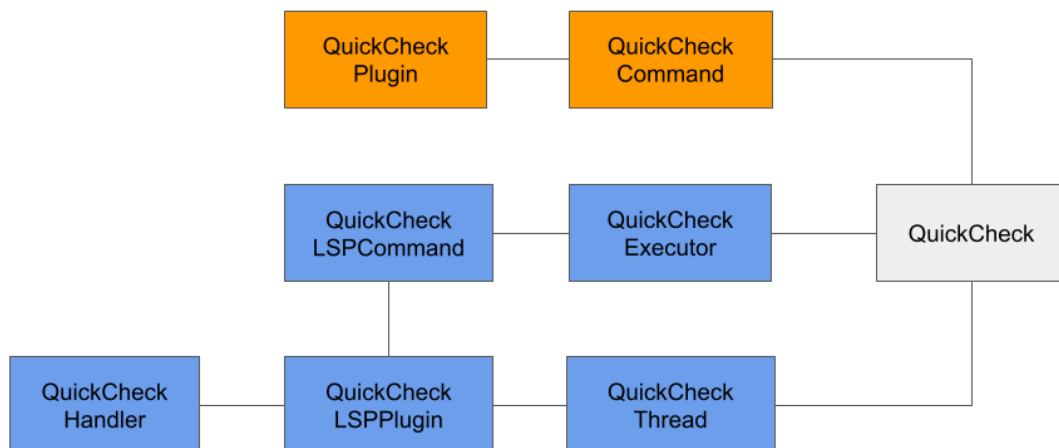 QuickCheck
Plugin
QuickCheck
Command
QuickCheck
LSPCommand
QuickCheck
Executor
QuickCheck
QuickCheck
Handler
QuickCheck
LSPPlugin
QuickCheck
Thread